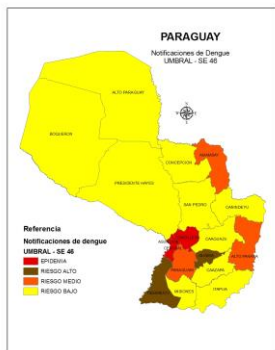 PARAGUAY
Notificaciones de Dengue
UMBRAL - SE 46
ALTO PARAGUAY
BOQUERON
AMAMBAY
CONCEPCION
PRESIDENTE HAYES
SAN PEDRO
CANINDEYU
CAAGUAZU
ALTO PARANA
PARAGUARI
CAAZAPA
MISIONES
ITAPUA
Referencia
Notificaciones de dengue
UMBRAL - SE 46
EPIDEMIA
RIESGO ALTO
RIESGO MEDIO
RIESGO BAJO